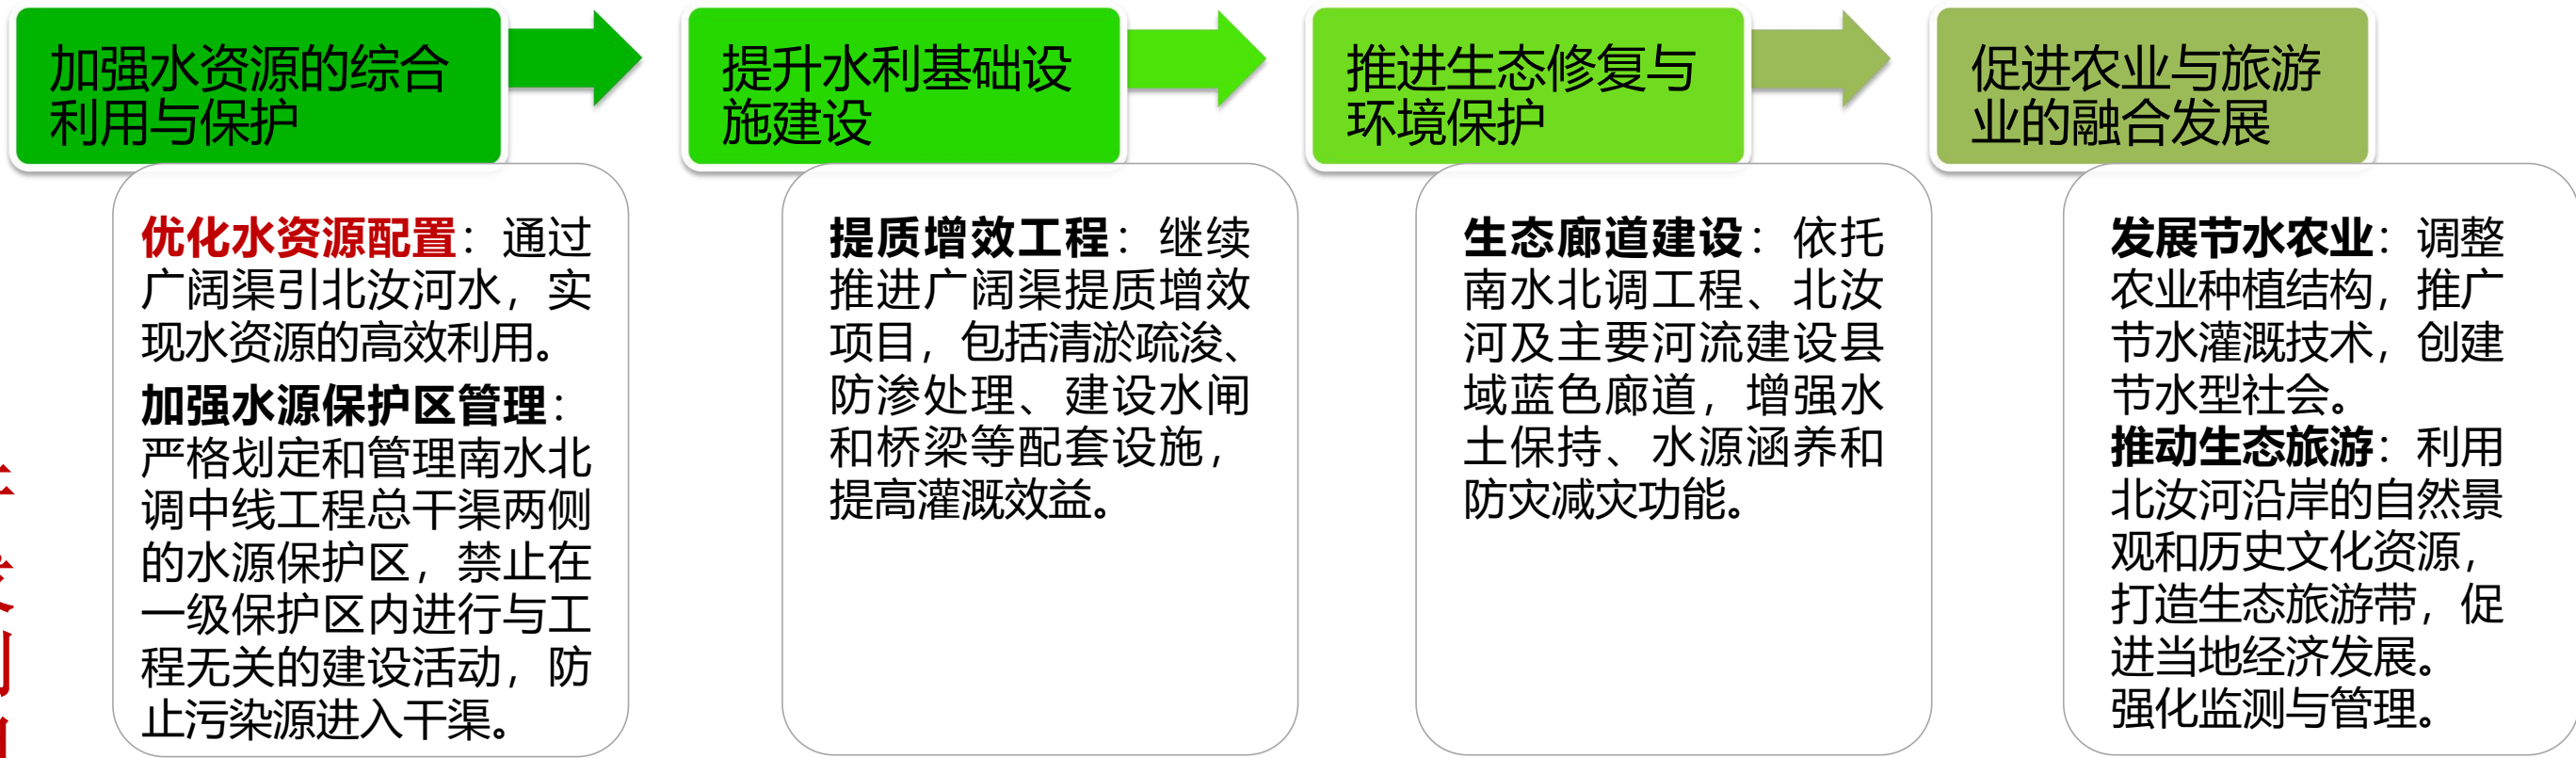 加强水资源的综合
利用与保护
优化水资源配置：通过
广阔渠引北汝河水，实
现水资源的高效利用。
加强水源保护区管理：
严格划定和管理南水北
调中线工程总干渠两侧
的水源保护区，禁止在
一级保护区内进行与工
程无关的建设活动，防
止污染源进入干渠。
提升水利基础设
施建设
提质增效工程：继续
推进广阔渠提质增效
项目，包括清淤疏浚、
防渗处理、建设水闸
和桥梁等配套设施，
提高灌溉效益。
推进生态修复与
环境保护
生态廊道建设：依托
南水北调工程、北汝
河及主要河流建设县
域蓝色廊道，增强水
土保持、水源涵养和
防灾减灾功能。
促进农业与旅游
业的融合发展
发展节水农业：调整
农业种植结构，推广
节水灌溉技术，创建
节水型社会。
推动生态旅游：利用
北汝河沿岸的自然景
观和历史文化资源，
打造生态旅游带，促
进当地经济发展。
强化监测与管理。